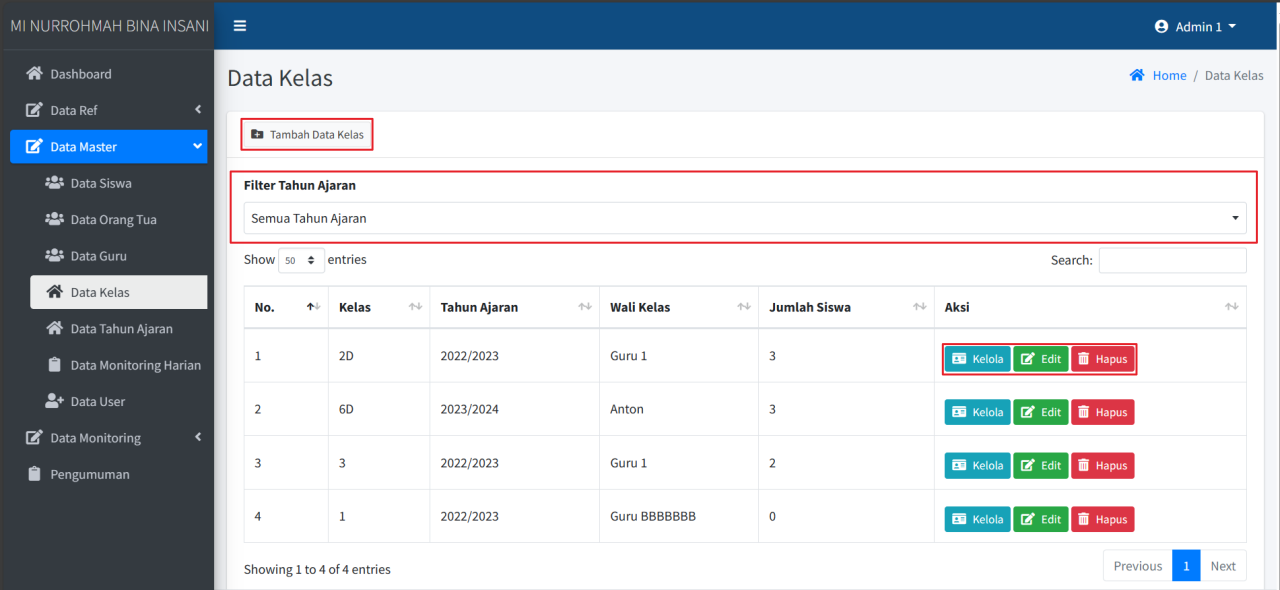 MI NURROHMAH BINA INSANI
Admin 1
Dashboard
Data Ref
Data Master
Data Siswa
Data Orang Tua
Data Guru
Data Kelas
Data Tahun Ajaran
Data Monitoring Harian
Data User
Data Monitoring
Pengumuman
Data Kelas
Home / Data Kelas
Tambah Data Kelas
Filter Tahun Ajaran
Semua Tahun Ajaran
Show 50 entries
Search:
No. Kelas Tahun Ajaran Wali Kelas Jumlah Siswa Aksi
1 2D 2022/2023 Guru 1 3 Kelola Edit Hapus
2 6D 2023/2024 Anton 3 Kelola Edit Hapus
3 3 2022/2023 Guru 1 2 Kelola Edit Hapus
4 1 2022/2023 Guru BBBBBBB 0 Kelola Edit Hapus
Showing 1 to 4 of 4 entries
Previous 1 Next